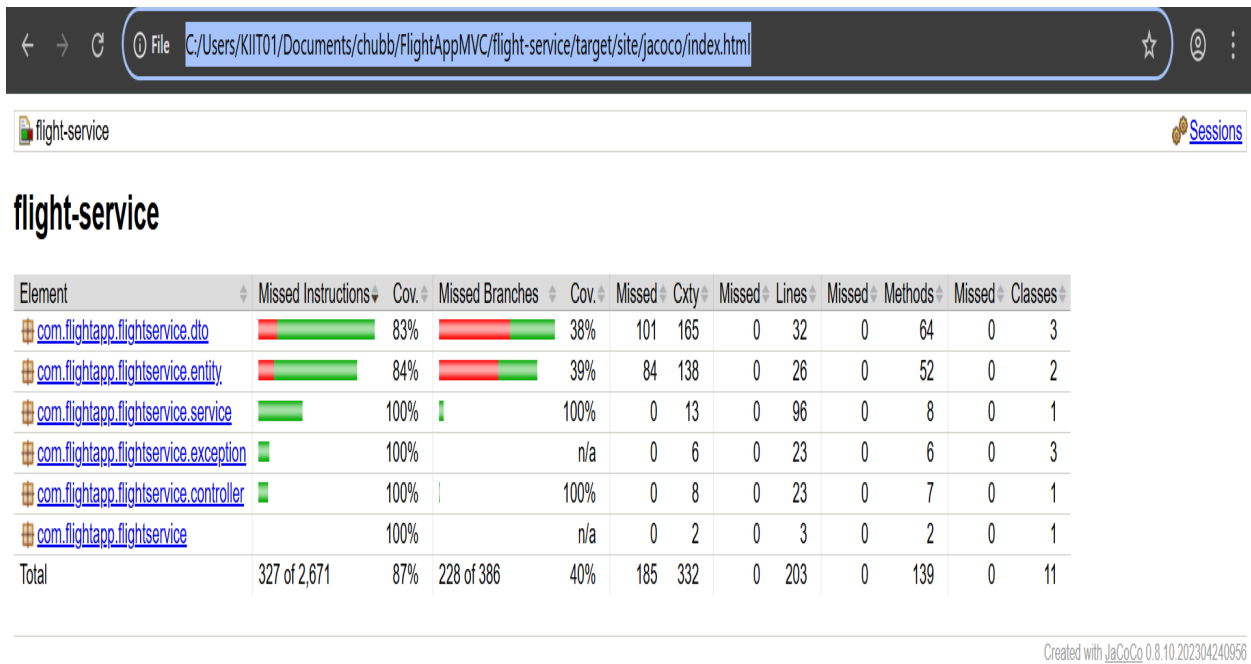 File C:/Users/KIIT01/Documents/chubb/FlightAppMVC/flight-service/target/site/jacoco/index.html
flight-service Sessions
flight-service
Element Missed Instructions Cov. Missed Branches Cov. Missed Cxty Missed Lines Missed Methods Missed Classes
com.flightapp.flightservice.dto 83% 38% 101 165 0 32 0 64 0 3
com.flightapp.flightservice.entity 84% 39% 84 138 0 26 0 52 0 2
com.flightapp.flightservice.service 100% 100% 0 13 0 96 0 8 0 1
com.flightapp.flightservice.exception 100% n/a 0 6 0 23 0 6 0 3
com.flightapp.flightservice.controller 100% 100% 0 8 0 23 0 7 0 1
com.flightapp.flightservice 100% n/a 0 2 0 3 0 2 0 1
Total 327 of 2,671 87% 228 of 386 40% 185 332 0 203 0 139 0 11
Created with JaCoCo 0.8.10.202304240956